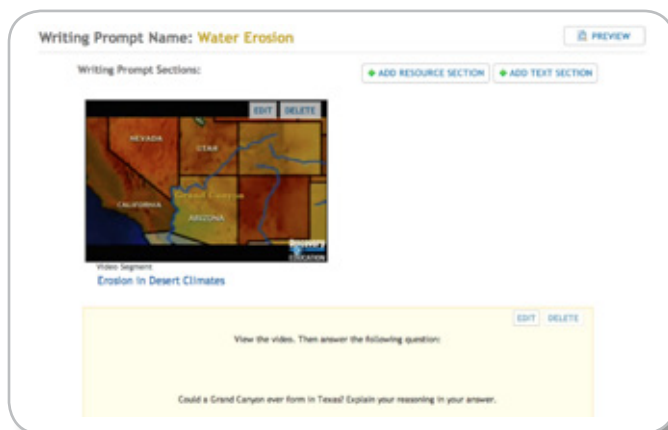 Writing Prompt Name: Water Erosion
PREVIEW
Writing Prompt Sections:
ADD RESOURCE SECTION
ADD TEXT SECTION
EDIT
DELETE
NEVADA
UTAH
Grand Canyon
CALIFORNIA
ARIZONA
Discovery
EDUCATION
Video Segment
Erosion in Desert Climates
EDIT
DELETE
View the video. Then answer the following question:
Could a Grand Canyon ever form in Texas? Explain your reasoning in your answer.